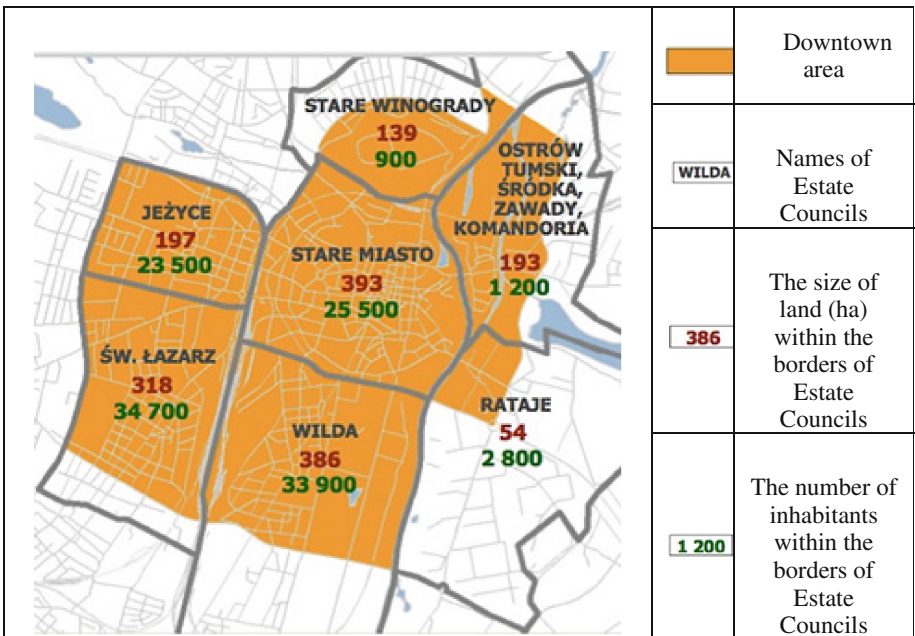 STARE WINOGRADY
139
900
OSTRÓW
TUMSKI,
ŚRÓDKA,
ZAWADY,
KOMANDORIA
193
1 200
JEŻYCE
197
23 500
STARE MIASTO
393
25 500
ŚW. ŁAZARZ
318
34 700
WILDA
386
33 900
RATAJE
54
2 800
Downtown
area
WILDA
Names of
Estate
Councils
386
The size of
land (ha)
within the
borders of
Estate
Councils
1 200
The number of
inhabitants
within the
borders of
Estate
Councils